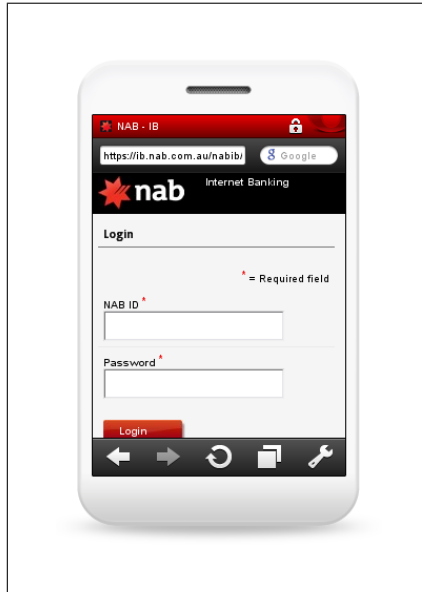 NAB - IB
https://ib.nab.com.au/nabib/ g Google
nab Internet Banking
Login
* = Required field
NAB ID *
Password *
Login